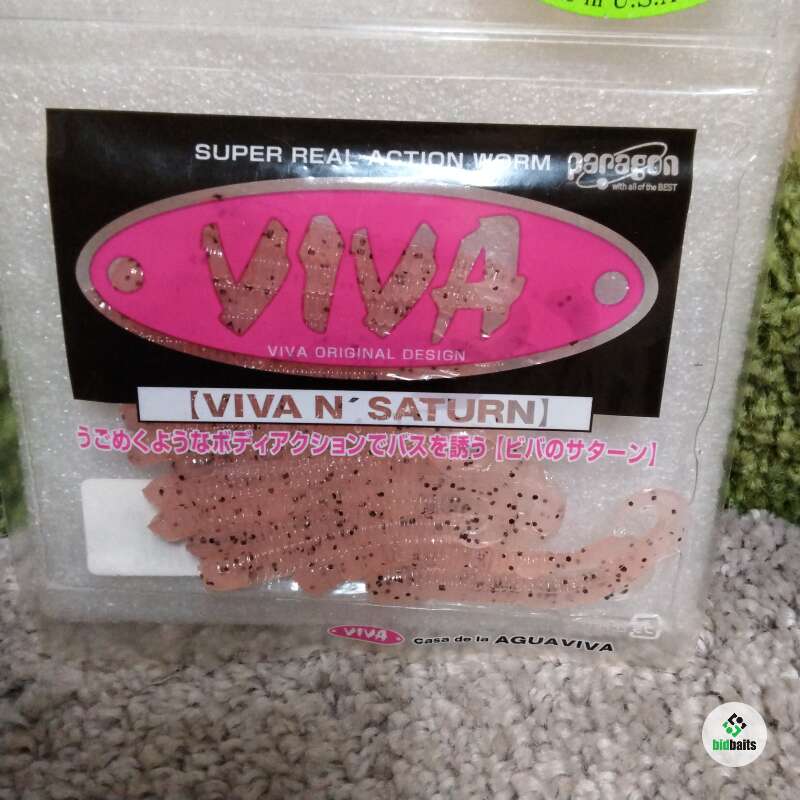 in U.S.A
SUPER REAL ACTION WORM
paragon
with all of the BEST
VIVA
VIVA ORIGINAL DESIGN
【VIVA N´SATURN】
うごめくようなボディアクションでバスを誘う【ビバのサターン】
VIVA Casa de la AGUAVIVA
bidbaits